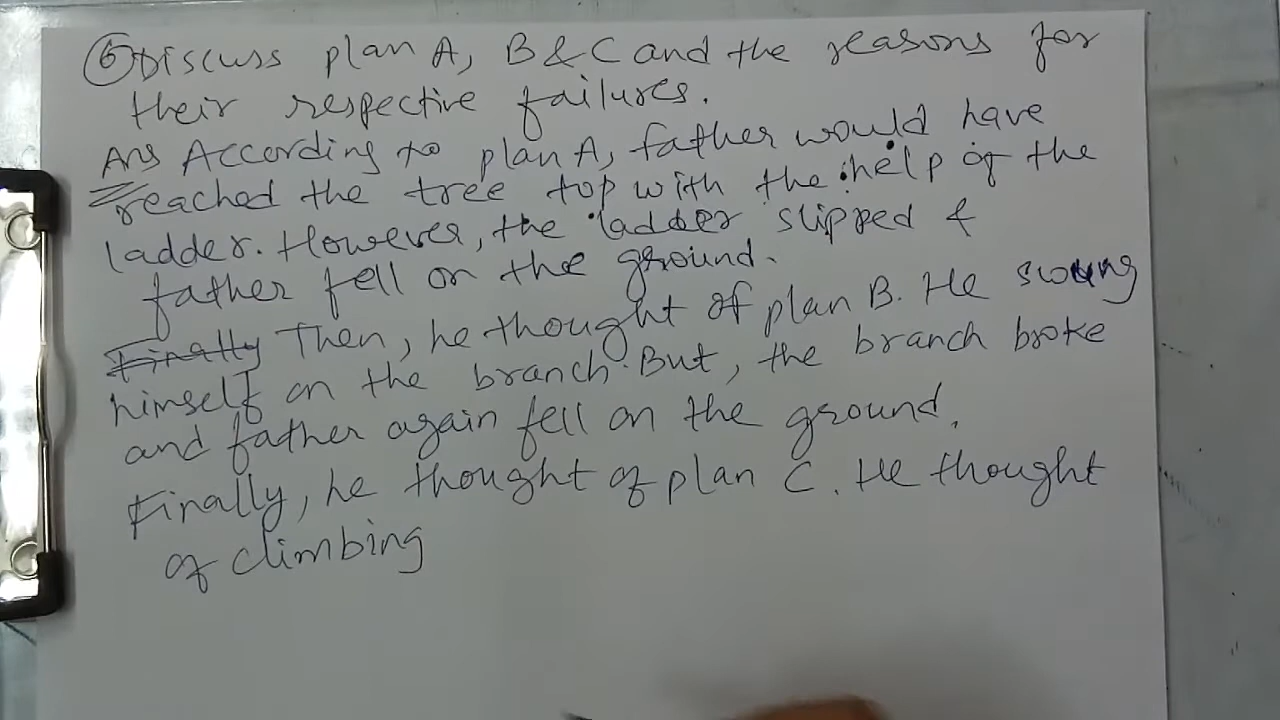 ⑥ Discuss plan A, B & C and the reasons for
their respective failures.
Ans According to plan A, father would have
reached the tree top with the help of the
ladder. However, the ladder slipped &
father fell on the ground.
Finally Then, he thought of plan B. He swung
himself on the branch. But, the branch broke
and father again fell on the ground.
Finally, he thought of plan C. He thought
of climbing